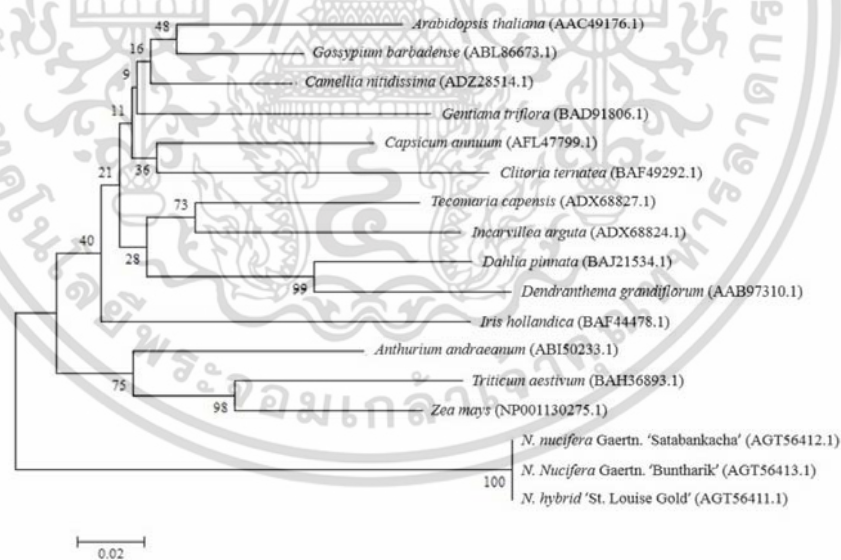 48
Arabidopsis thaliana (AAC49176.1)
16
Gossypium barbadense (ABL86673.1)
9
Camellia nitidissima (ADZ28514.1)
11
Gentiana triflora (BAD91806.1)
Capsicum annuum (AFL47799.1)
36
21
Clitoria ternatea (BAF49292.1)
73
Tecomaria capensis (ADX68827.1)
Incarvillea arguta (ADX68824.1)
40
28
Dahlia pinnata (BAJ21534.1)
99
Dendranthema grandiflorum (AAB97310.1)
Iris hollandica (BAF44478.1)
Anthurium andraeanum (ABI50233.1)
75
Triticum aestivum (BAH36893.1)
98
Zea mays (NP001130275.1)
N. nucifera Gaertn. 'Satabankacha' (AGT56412.1)
N. Nucifera Gaertn. 'Buntharik' (AGT56413.1)
100
N. hybrid 'St. Louise Gold' (AGT56411.1)
0.02